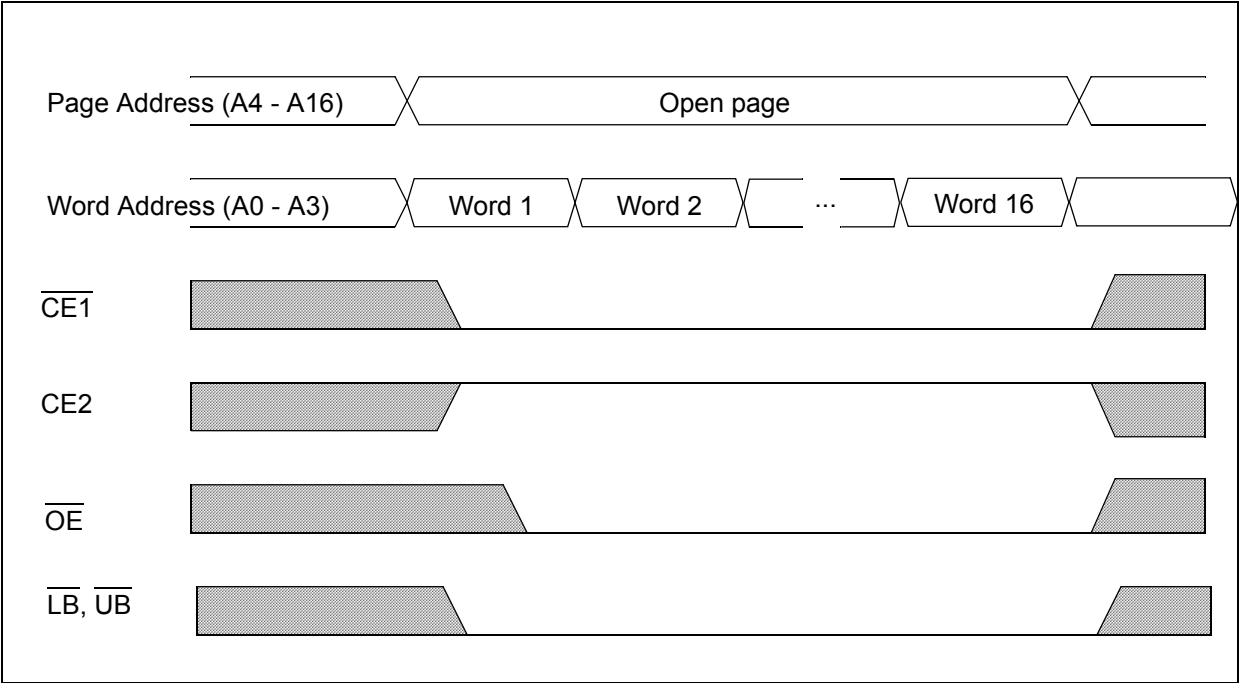 Page Address (A4 - A16)
Open page
Word Address (A0 - A3)
Word 1
Word 2
...
Word 16
CE1
CE2
OE
LB, UB